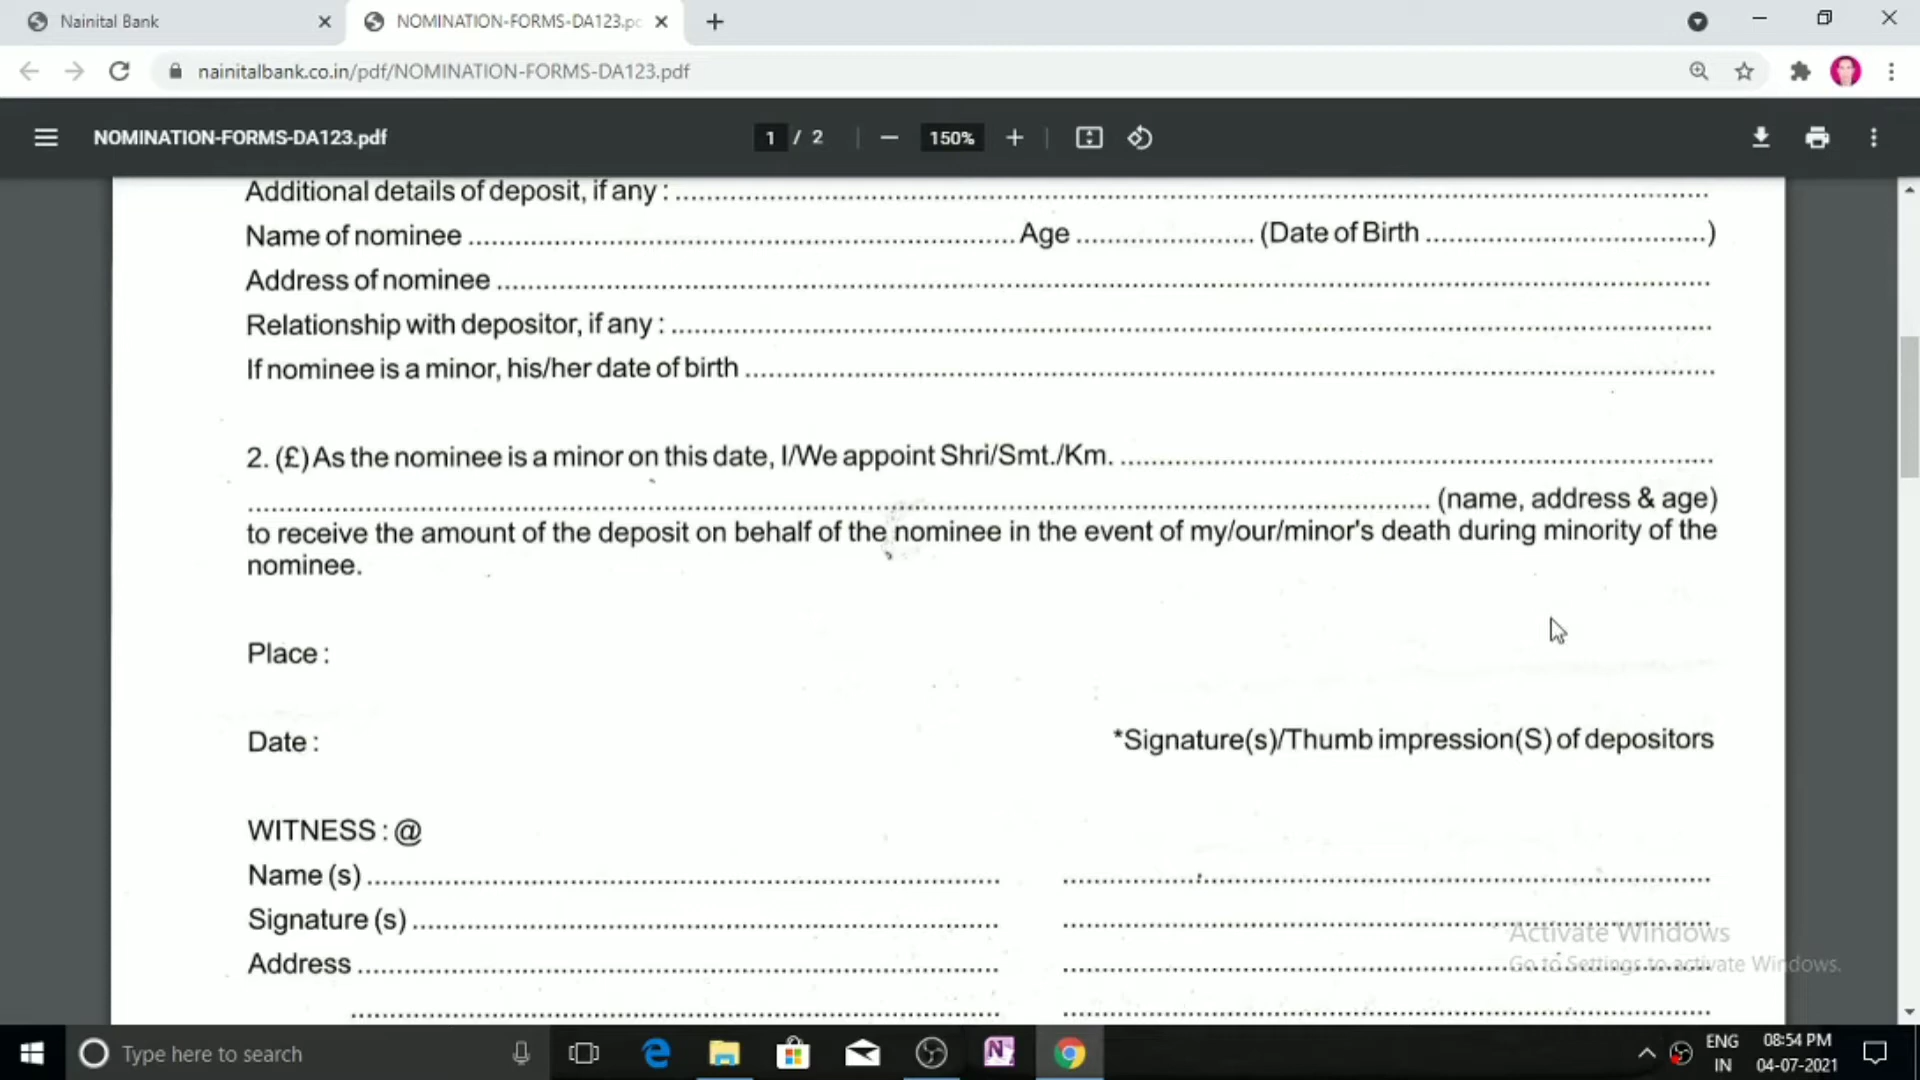 Nainital Bank
NOMINATION-FORMS-DA123.pc
nainitalbank.co.in/pdf/NOMINATION-FORMS-DA123.pdf
NOMINATION-FORMS-DA123.pdf
1 / 2
150%
Additional details of deposit, if any : ..........
Name of nominee .......... Age .......... (Date of Birth ..........)
Address of nominee ..........
Relationship with depositor, if any : ..........
If nominee is a minor, his/her date of birth ..........
2. (£) As the nominee is a minor on this date, I/We appoint Shri/Smt./Km. ..........
.......... (name, address & age)
to receive the amount of the deposit on behalf of the nominee in the event of my/our/minor's death during minority of the
nominee.
Place :
Date :
*Signature(s)/Thumb impression(S) of depositors
WITNESS : @
Name (s) ..........
Signature (s) ..........
Address ..........
Activate Windows
Go to Settings to activate Windows.
Type here to search
ENG
IN
08:54 PM
04-07-2021